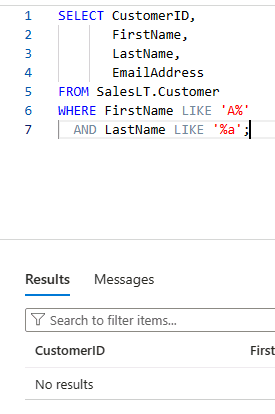 1 SELECT CustomerID,
2 FirstName,
3 LastName,
4 EmailAddress
5 FROM SalesLT.Customer
6 WHERE FirstName LIKE 'A%'
7 AND LastName LIKE '%a';
Results Messages
Search to filter items...
CustomerID First
No results